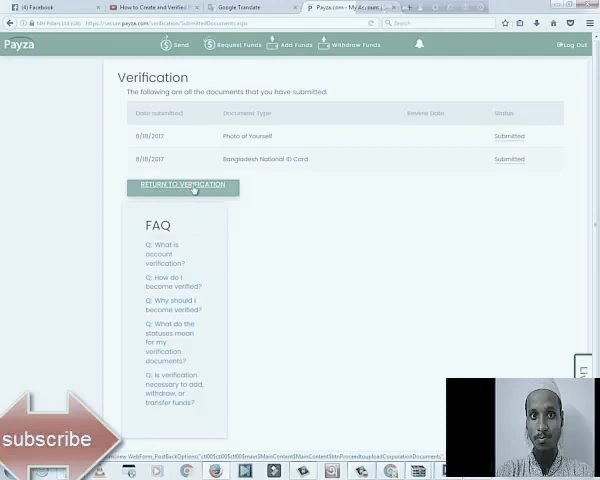 (4) Facebook
How to Create and Verified
Google Translate
Payza.com - My
MH Pillars Ltd (GB)
https://secure.payza.com/verification/SubmittedDocuments.aspx
Search
Payza
Send
Request Funds
Add Funds
Withdraw Funds
Log Out
Verification
The following are all the documents that you have submitted.
Date submitted Document Type Review Date Status
8/18/2017 Photo of Yourself Submitted
8/18/2017 Bangladesh National ID Card Submitted
RETURN TO VERIFICATION
FAQ
Q: What is
account
verification?
Q: How do I
become verified?
Q: Why should I
become verified?
Q: What do the
statuses mean
for my
verification
documents?
Q: Is verification
necessary to add,
withdraw, or
transfer funds?
subscribe